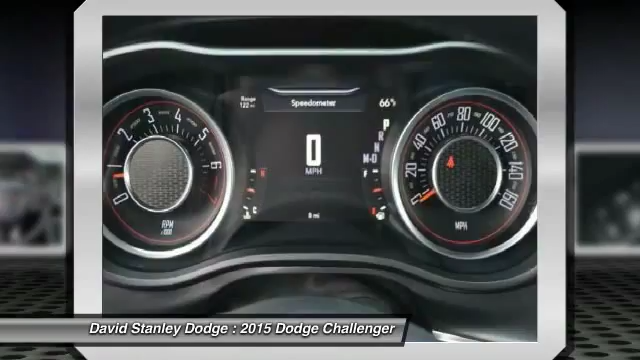 Range
122 mi
Speedometer
66°F
0
MPH
P
R
N
M-D
H
C
F
8 mi
0
1
2
3
4
5
6
RPM
x1000
20
40
60
80
100
120
140
160
MPH
David Stanley Dodge : 2015 Dodge Challenger